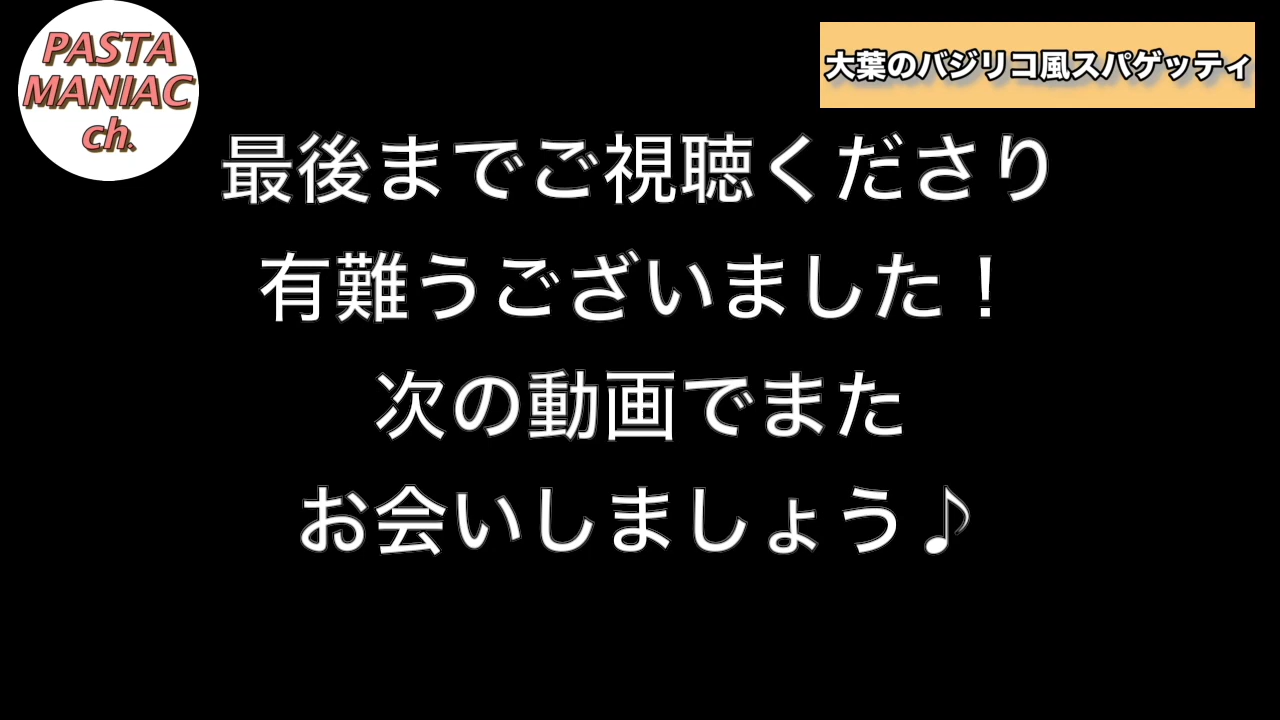 PASTA
MANIAC
ch.
大葉のバジリコ風スパゲッティ
最後までご視聴くださり
有難うございました！
次の動画でまた
お会いしましょう♪